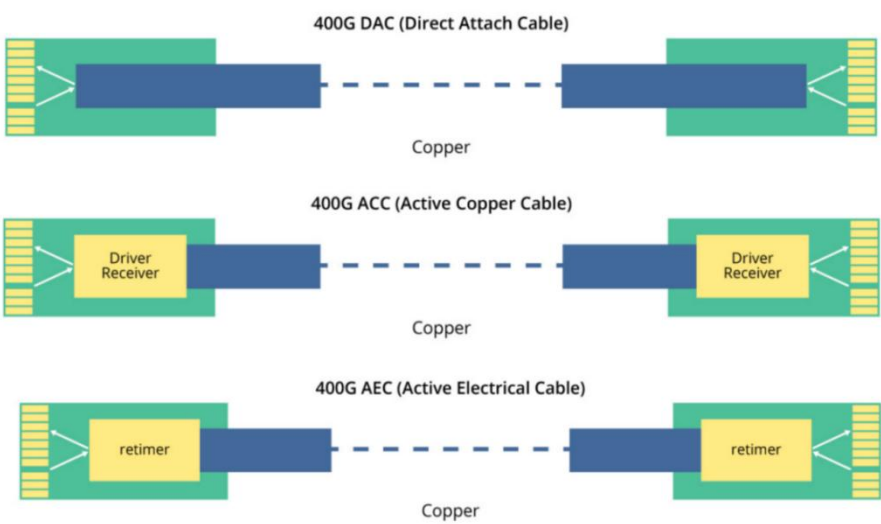 400G DAC (Direct Attach Cable)
Copper
400G ACC (Active Copper Cable)
Driver
Receiver
Driver
Receiver
Copper
400G AEC (Active Electrical Cable)
retimer
retimer
Copper